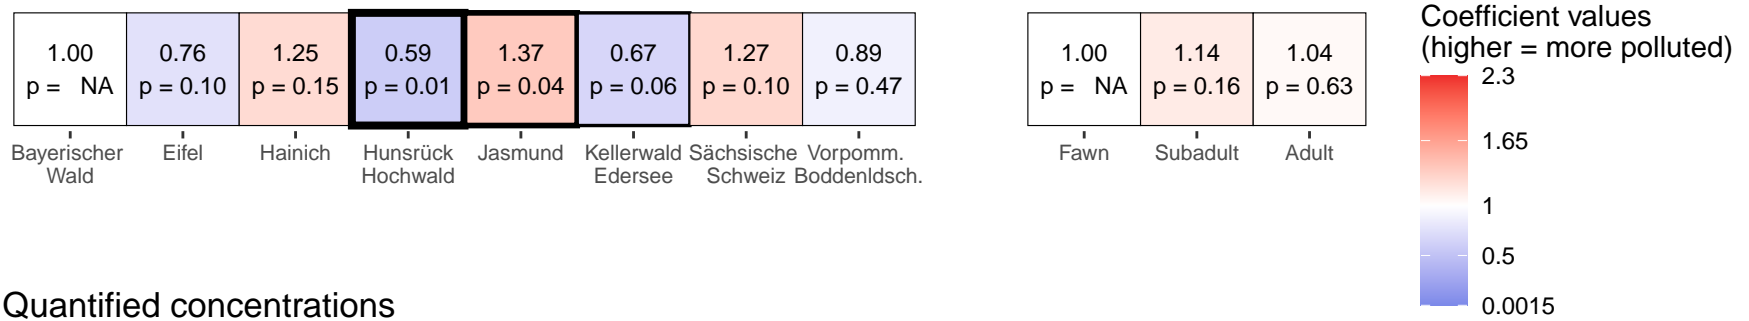 1.00 0.76 1.25 0.59 1.37 0.67 1.27 0.89
p = NA p = 0.10 p = 0.15 p = 0.01 p = 0.04 p = 0.06 p = 0.10 p = 0.47
Bayerischer Eifel Hainich Hunsrück Jasmund Kellerwald Sächsische Vorpomm.
Wald Hochwald Edersee Schweiz Boddenldsch.
1.00 1.14 1.04
p = NA p = 0.16 p = 0.63
Fawn Subadult Adult
Coefficient values
(higher = more polluted)
2.3
1.65
1
0.5
0.0015
Quantified concentrations